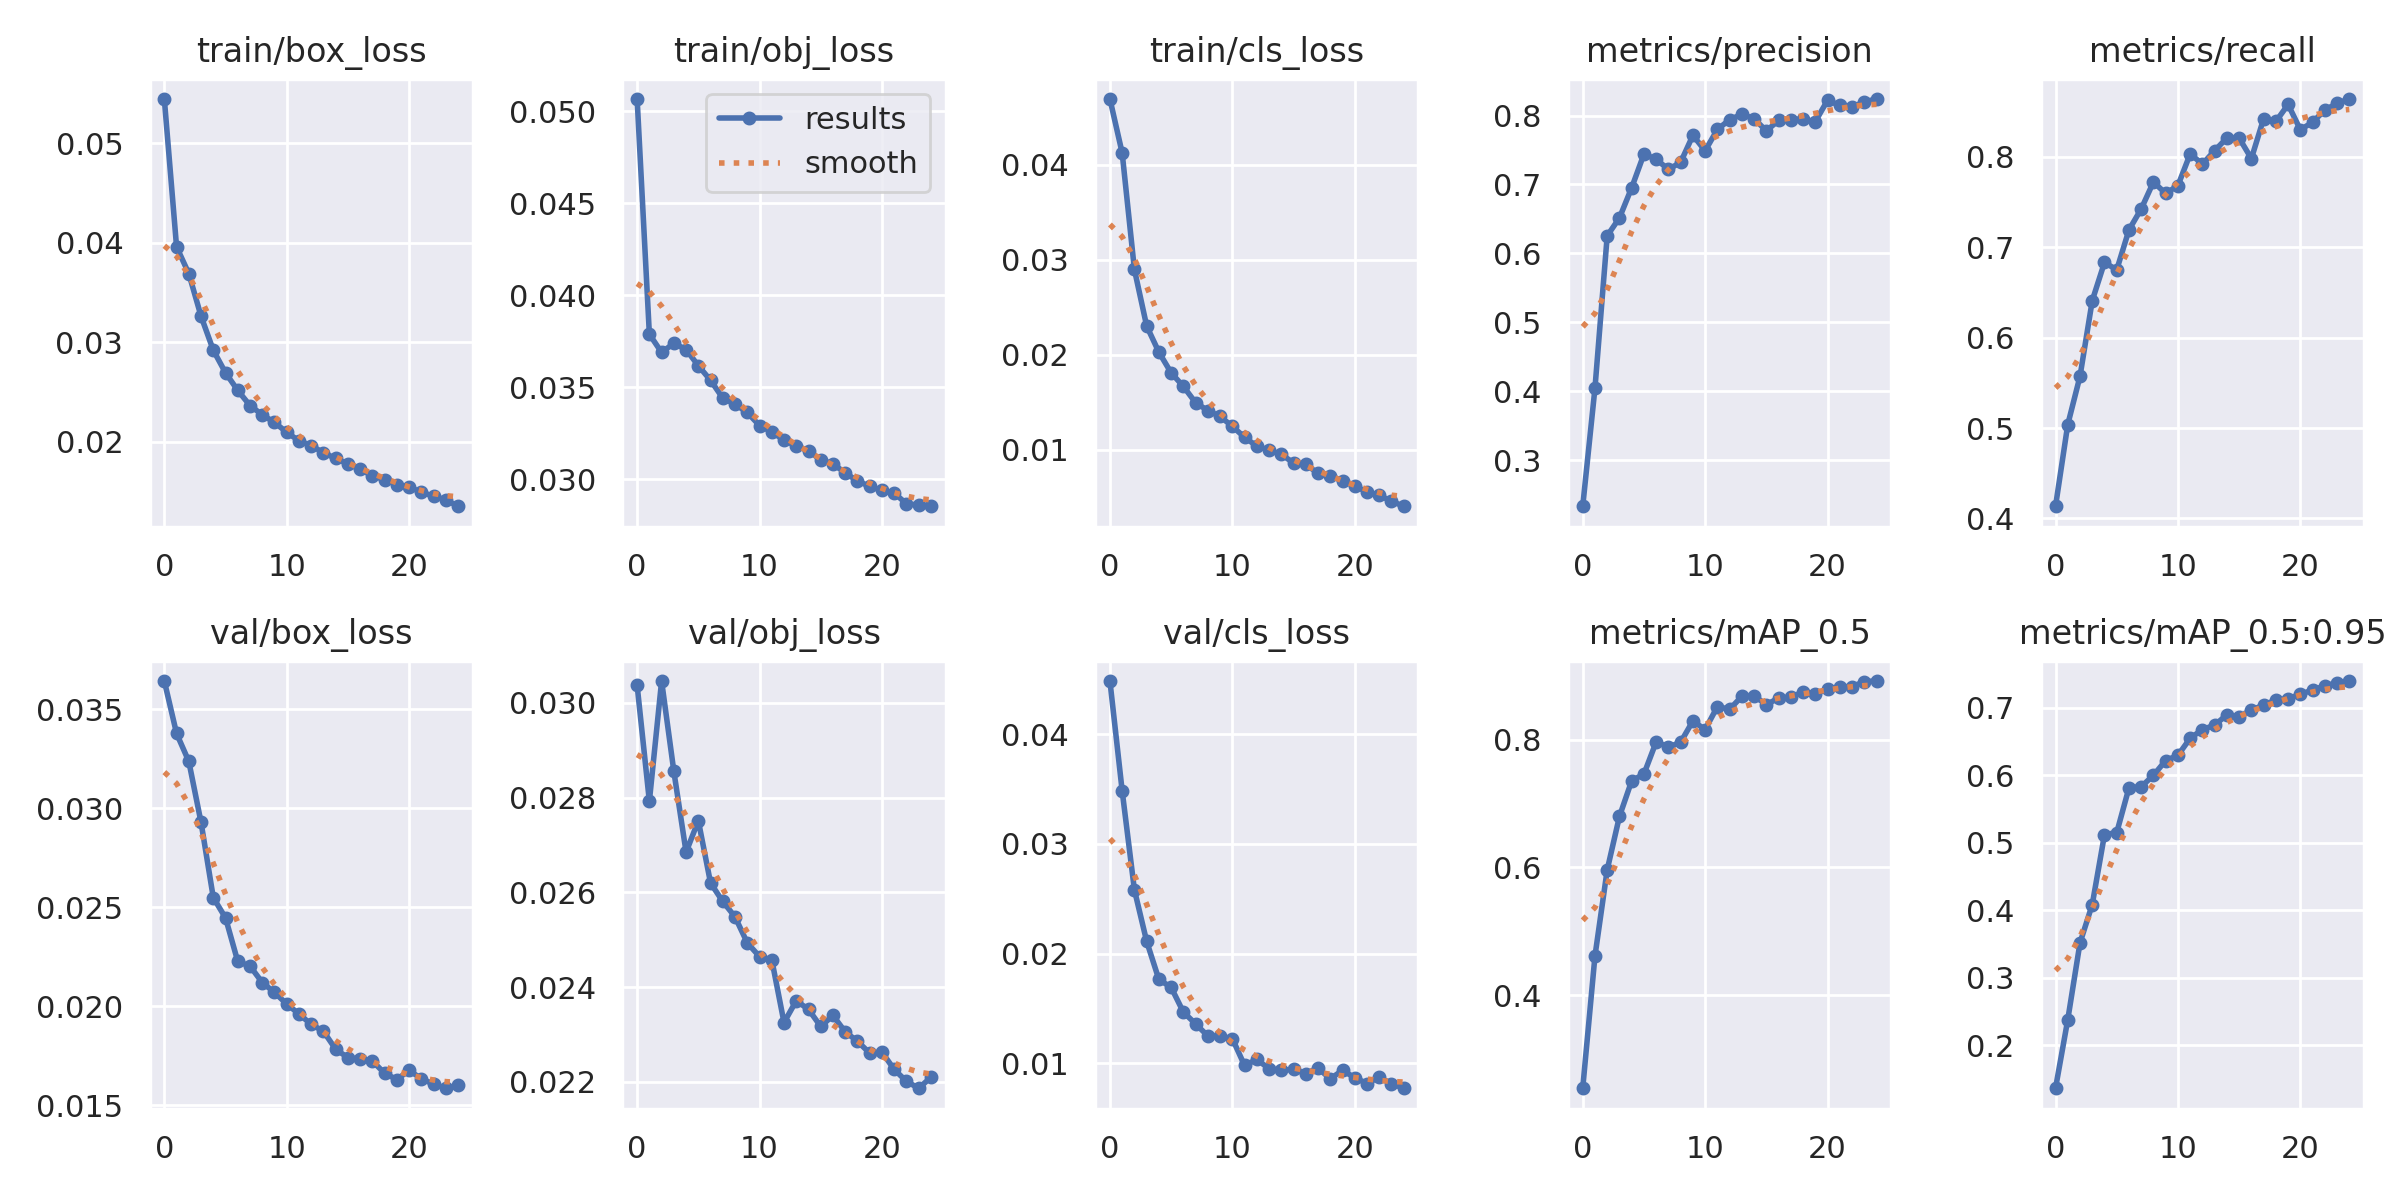 train/box_loss
0.05
0.04
0.03
0.02
0 10 20
train/obj_loss
results
smooth
0.050
0.045
0.040
0.035
0.030
0 10 20
train/cls_loss
0.04
0.03
0.02
0.01
0 10 20
metrics/precision
0.8
0.7
0.6
0.5
0.4
0.3
0 10 20
metrics/recall
0.8
0.7
0.6
0.5
0.4
0 10 20
val/box_loss
0.035
0.030
0.025
0.020
0.015
0 10 20
val/obj_loss
0.030
0.028
0.026
0.024
0.022
0 10 20
val/cls_loss
0.04
0.03
0.02
0.01
0 10 20
metrics/mAP_0.5
0.8
0.6
0.4
0 10 20
metrics/mAP_0.5:0.95
0.7
0.6
0.5
0.4
0.3
0.2
0 10 20